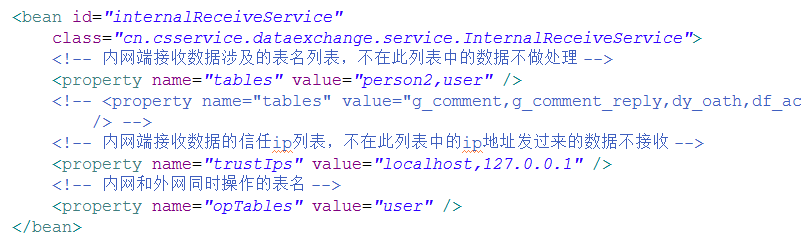 <bean id="internalReceiveService"
class="cn.csservice.dataexchange.service.InternalReceiveService">
<!-- 内网端接收数据涉及的表名列表，不在此列表中的数据不做处理 -->
<property name="tables" value="person2,user" />
<!-- <property name="tables" value="g_comment,g_comment_reply,dy_oath,df_ac
/> -->
<!-- 内网端接收数据的信任ip列表，不在此列表中的ip地址发过来的数据不接收 -->
<property name="trustIps" value="localhost,127.0.0.1" />
<!-- 内网和外网同时操作的表名 -->
<property name="opTables" value="user" />
</bean>